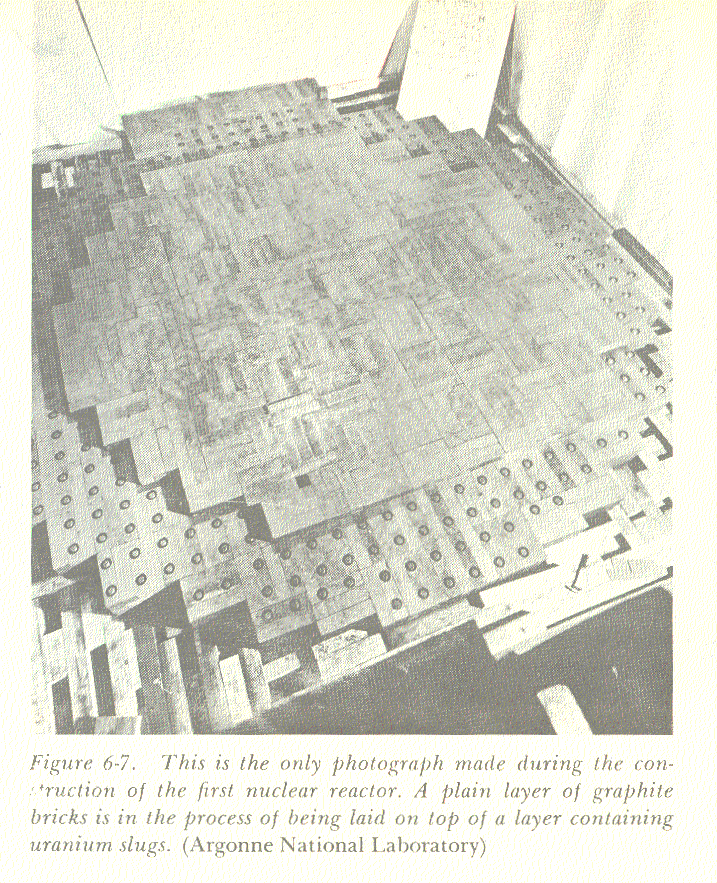 Figure 6-7. This is the only photograph made during the con-
struction of the first nuclear reactor. A plain layer of graphite
bricks is in the process of being laid on top of a layer containing
uranium slugs. (Argonne National Laboratory)